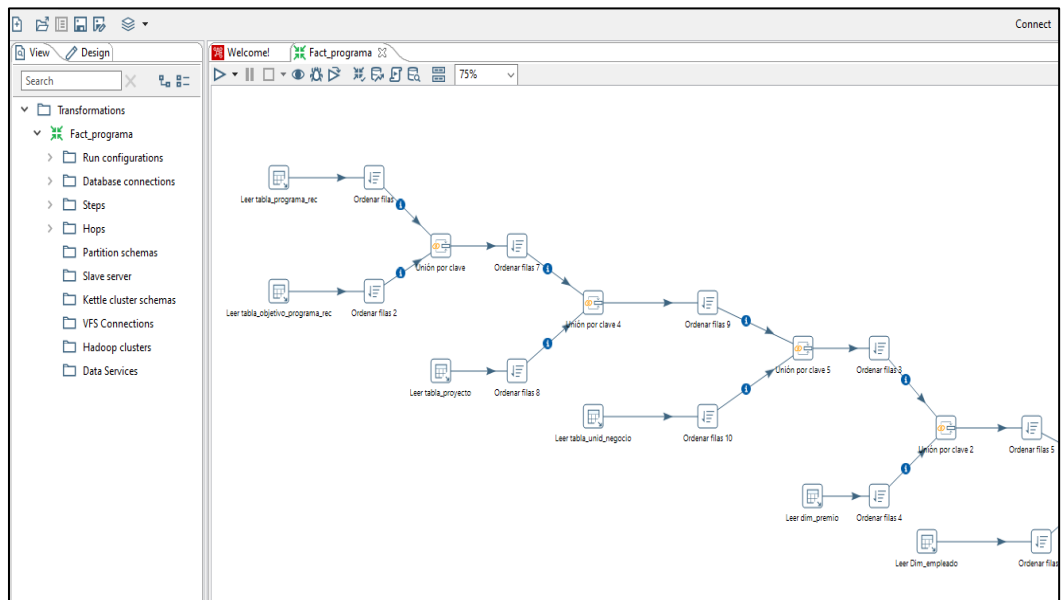 Connect
View
Design
Welcome!
Fact_programa
Search
75%
Transformations
Fact_programa
Run configurations
Database connections
Steps
Hops
Partition schemas
Slave server
Kettle cluster schemas
VFS Connections
Hadoop clusters
Data Services
Leer tabla_programa_rec
Ordenar filas
Unión por clave
Ordenar filas 7
Leer tabla_objetivo_programa_rec
Ordenar filas 2
Unión por clave 4
Ordenar filas 9
Leer tabla_proyecto
Ordenar filas 8
Unión por clave 5
Ordenar filas 3
Leer tabla_unid_negocio
Ordenar filas 10
Unión por clave 2
Ordenar filas 5
Leer dim_premio
Ordenar filas 4
Leer Dim_empleado
Ordenar filas